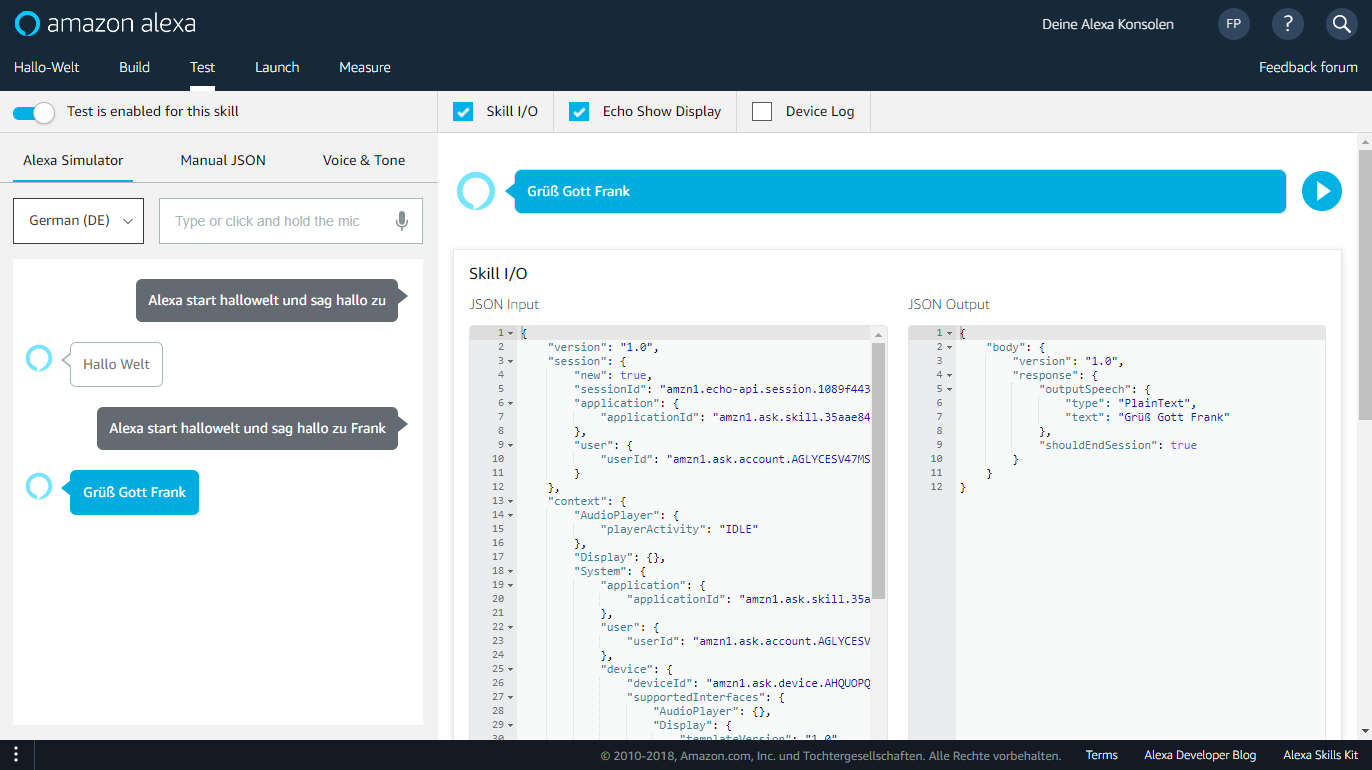 amazon alexa
Deine Alexa Konsolen
FP
?
Hallo-Welt
Build
Test
Launch
Measure
Feedback forum
Test is enabled for this skill
Skill I/O
Echo Show Display
Device Log
Alexa Simulator
Manual JSON
Voice & Tone
German (DE)
Type or click and hold the mic
Alexa start hallowelt und sag hallo zu
Hallo Welt
Alexa start hallowelt und sag hallo zu Frank
Grüß Gott Frank
Grüß Gott Frank
Skill I/O
JSON Input
1 {
2 "version": "1.0",
3 "session": {
4 "new": true,
5 "sessionId": "amzn1.echo-api.session.1089f443
6 "application": {
7 "applicationId": "amzn1.ask.skill.35aae84
8 },
9 "user": {
10 "userId": "amzn1.ask.account.AGLYCESV47MS
11 }
12 },
13 "context": {
14 "AudioPlayer": {
15 "playerActivity": "IDLE"
16 },
17 "Display": {},
18 "System": {
19 "application": {
20 "applicationId": "amzn1.ask.skill.35a
21 },
22 "user": {
23 "userId": "amzn1.ask.account.AGLYCESV
24 },
25 "device": {
26 "deviceId": "amzn1.ask.device.AHQUOPQ
27 "supportedInterfaces": {
28 "AudioPlayer": {},
29 "Display": {
30 "templateVersion": "1.0"
JSON Output
1 {
2 "body": {
3 "version": "1.0",
4 "response": {
5 "outputSpeech": {
6 "type": "PlainText",
7 "text": "Grüß Gott Frank"
8 },
9 "shouldEndSession": true
10 }
11 }
12 }
© 2010-2018, Amazon.com, Inc. und Tochtergesellschaften. Alle Rechte vorbehalten.
Terms
Alexa Developer Blog
Alexa Skills Kit